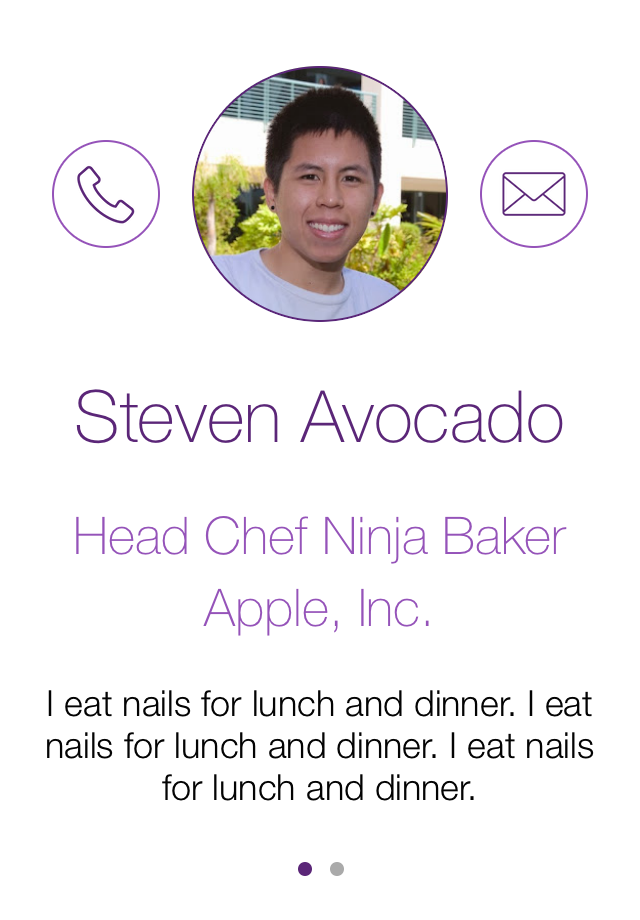 Steven Avocado
Head Chef Ninja Baker
Apple, Inc.
I eat nails for lunch and dinner. I eat
nails for lunch and dinner. I eat nails
for lunch and dinner.